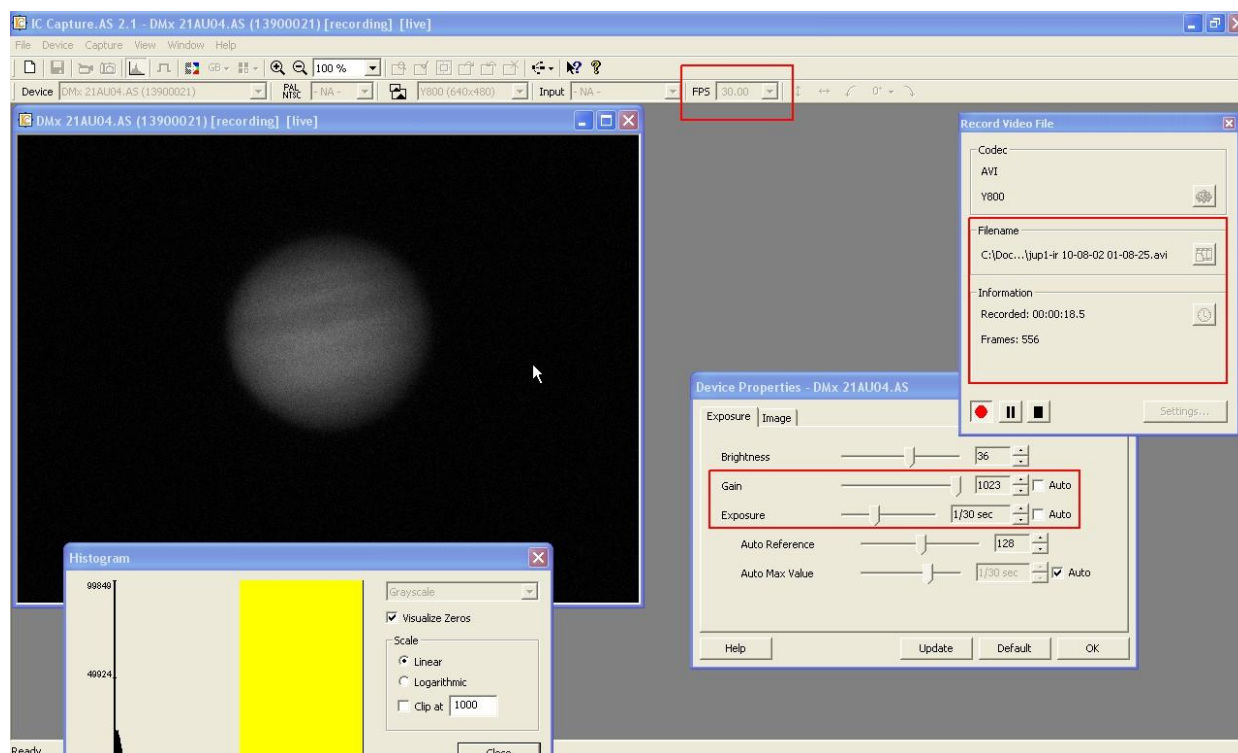 IC Capture.AS 2.1 - DMx 21AU04.AS (13900021) [recording] [live]
File Device Capture View Window Help
GB 100 %
Device DMx 21AU04.AS (13900021) PAL NTSC - NA - Y800 (640x480) Input - NA - FPS 30.00 0°
DMx 21AU04.AS (13900021) [recording] [live]
Record Video File
Codec
AVI
Y800
Filename
C:\Doc...\jup1-ir 10-08-02 01-08-25.avi
Information
Recorded: 00:00:18.5
Frames: 556
Settings...
Device Properties - DMx 21AU04.AS
Exposure Image
Brightness 36
Gain 1023 Auto
Exposure 1/30 sec Auto
Auto Reference 128
Auto Max Value 1/30 sec Auto
Help Update Default OK
Histogram
99849
49924
Grayscale
Visualize Zeros
Scale
Linear
Logarithmic
Clip at 1000
Close
Ready